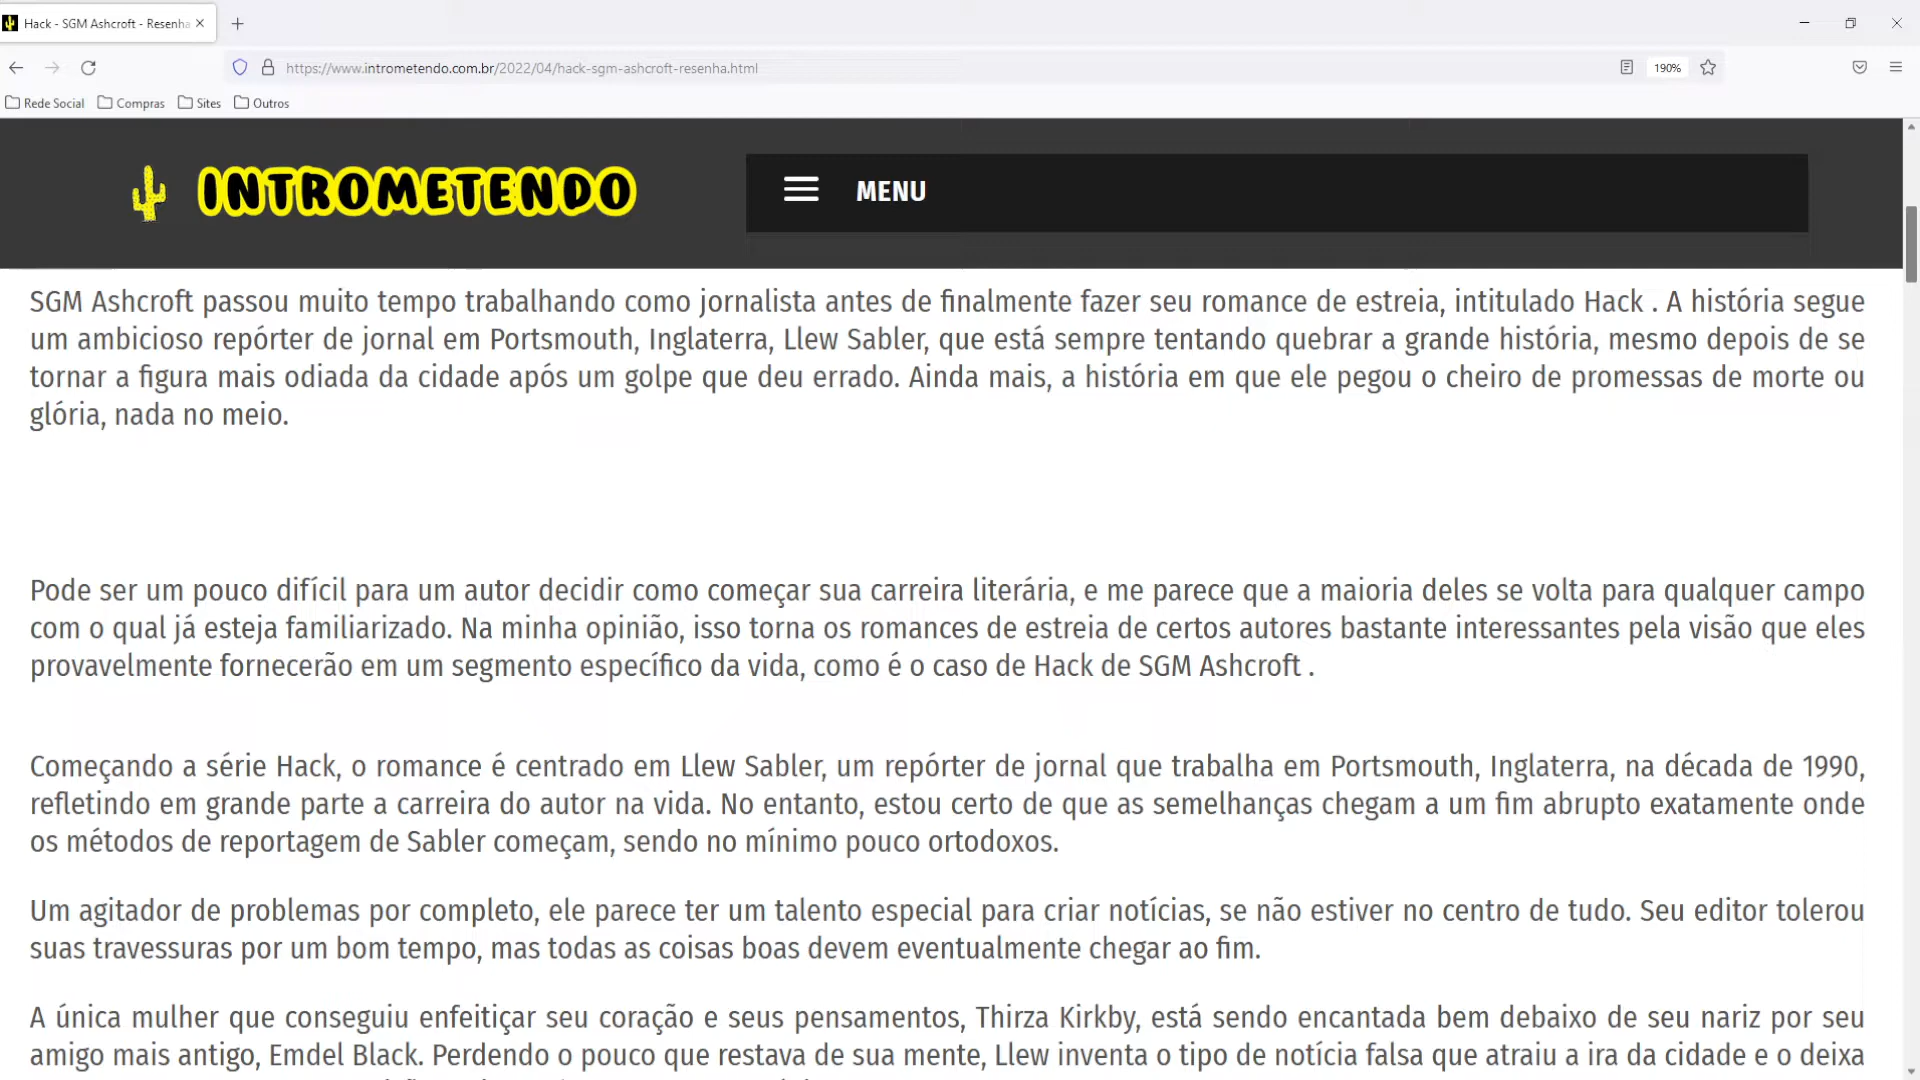 Hack - SGM Ashcroft - Resenha
https://www.intrometendo.com.br/2022/04/hack-sgm-ashcroft-resenha.html
190%
Rede Social
Compras
Sites
Outros
INTROMETENDO
MENU
SGM Ashcroft passou muito tempo trabalhando como jornalista antes de finalmente fazer seu romance de estreia, intitulado Hack . A história segue
um ambicioso repórter de jornal em Portsmouth, Inglaterra, Llew Sabler, que está sempre tentando quebrar a grande história, mesmo depois de se
tornar a figura mais odiada da cidade após um golpe que deu errado. Ainda mais, a história em que ele pegou o cheiro de promessas de morte ou
glória, nada no meio.
Pode ser um pouco difícil para um autor decidir como começar sua carreira literária, e me parece que a maioria deles se volta para qualquer campo
com o qual já esteja familiarizado. Na minha opinião, isso torna os romances de estreia de certos autores bastante interessantes pela visão que eles
provavelmente fornecerão em um segmento específico da vida, como é o caso de Hack de SGM Ashcroft .
Começando a série Hack, o romance é centrado em Llew Sabler, um repórter de jornal que trabalha em Portsmouth, Inglaterra, na década de 1990,
refletindo em grande parte a carreira do autor na vida. No entanto, estou certo de que as semelhanças chegam a um fim abrupto exatamente onde
os métodos de reportagem de Sabler começam, sendo no mínimo pouco ortodoxos.
Um agitador de problemas por completo, ele parece ter um talento especial para criar notícias, se não estiver no centro de tudo. Seu editor tolerou
suas travessuras por um bom tempo, mas todas as coisas boas devem eventualmente chegar ao fim.
A única mulher que conseguiu enfeitiçar seu coração e seus pensamentos, Thirza Kirkby, está sendo encantada bem debaixo de seu nariz por seu
amigo mais antigo, Emdel Black. Perdendo o pouco que restava de sua mente, Llew inventa o tipo de notícia falsa que atraiu a ira da cidade e o deixa